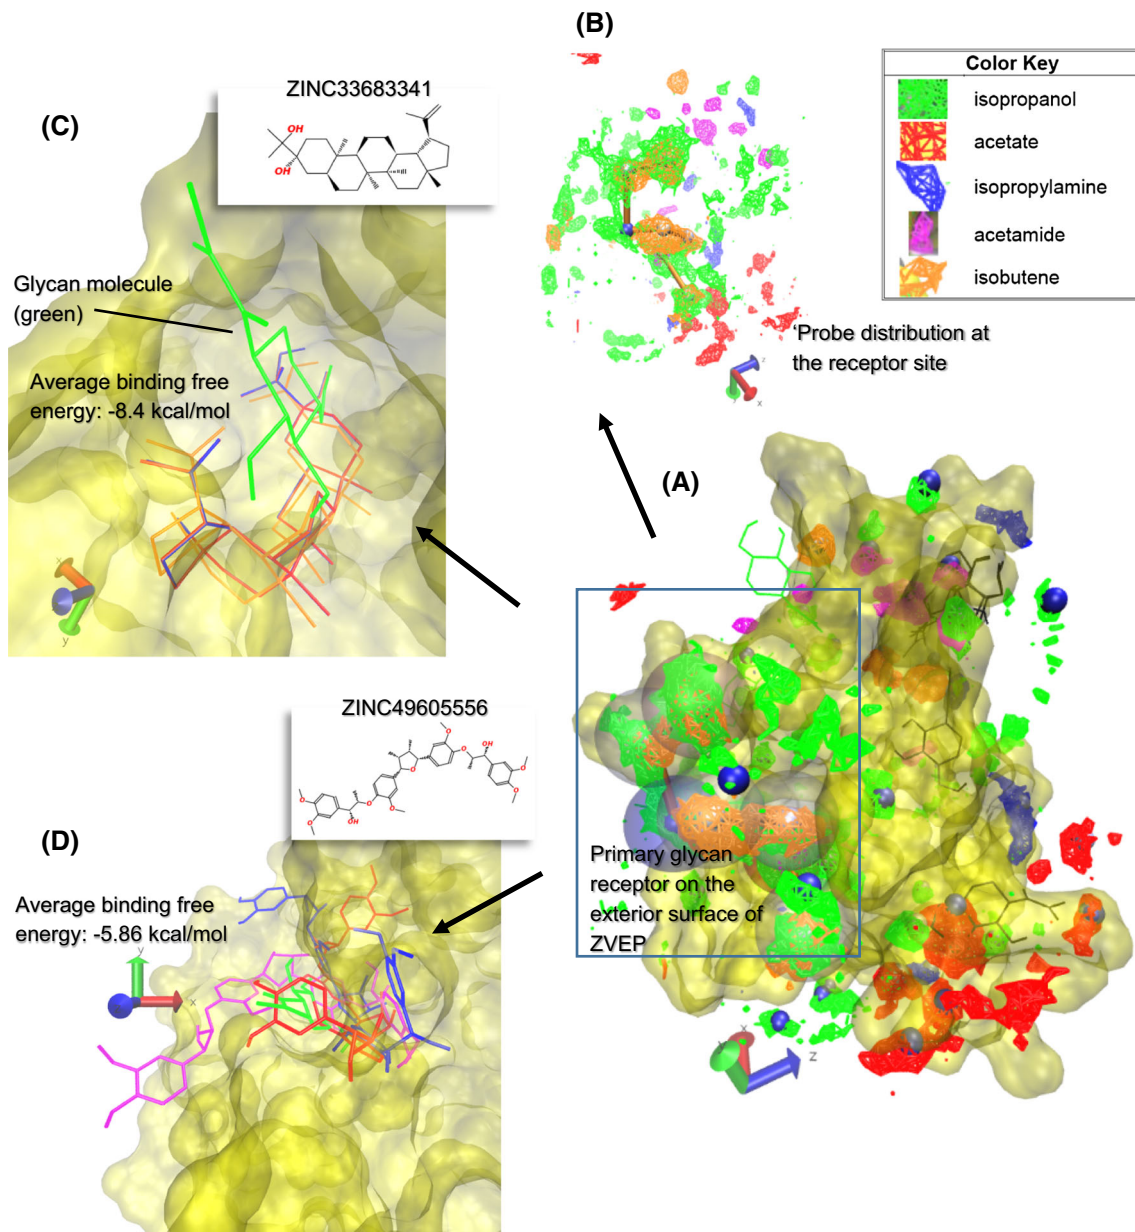 (B)
Color Key
isopropanol
acetate
isopropylamine
acetamide
isobutene
ZINC33683341
OH
OH
(C)
Glycan molecule
(green)
Average binding free
energy: -8.4 kcal/mol
x
y
'Probe distribution at
the receptor site
z
y
x
(A)
Primary glycan
receptor on the
exterior surface of
ZVEP
x
z
ZINC49605556
OH
OH
(D)
Average binding free
energy: -5.86 kcal/mol
y
x